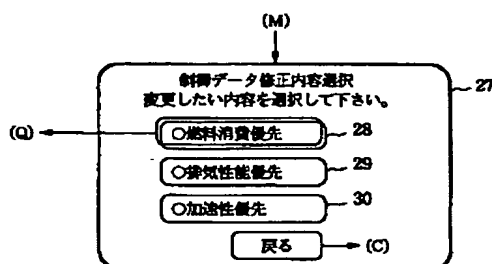 (M)
制御データ修正内容選択
変更したい内容を選択して下さい。
27
(Q)
○燃料消費優先
28
○排気性能優先
29
○加速性優先
30
戻る
(C)